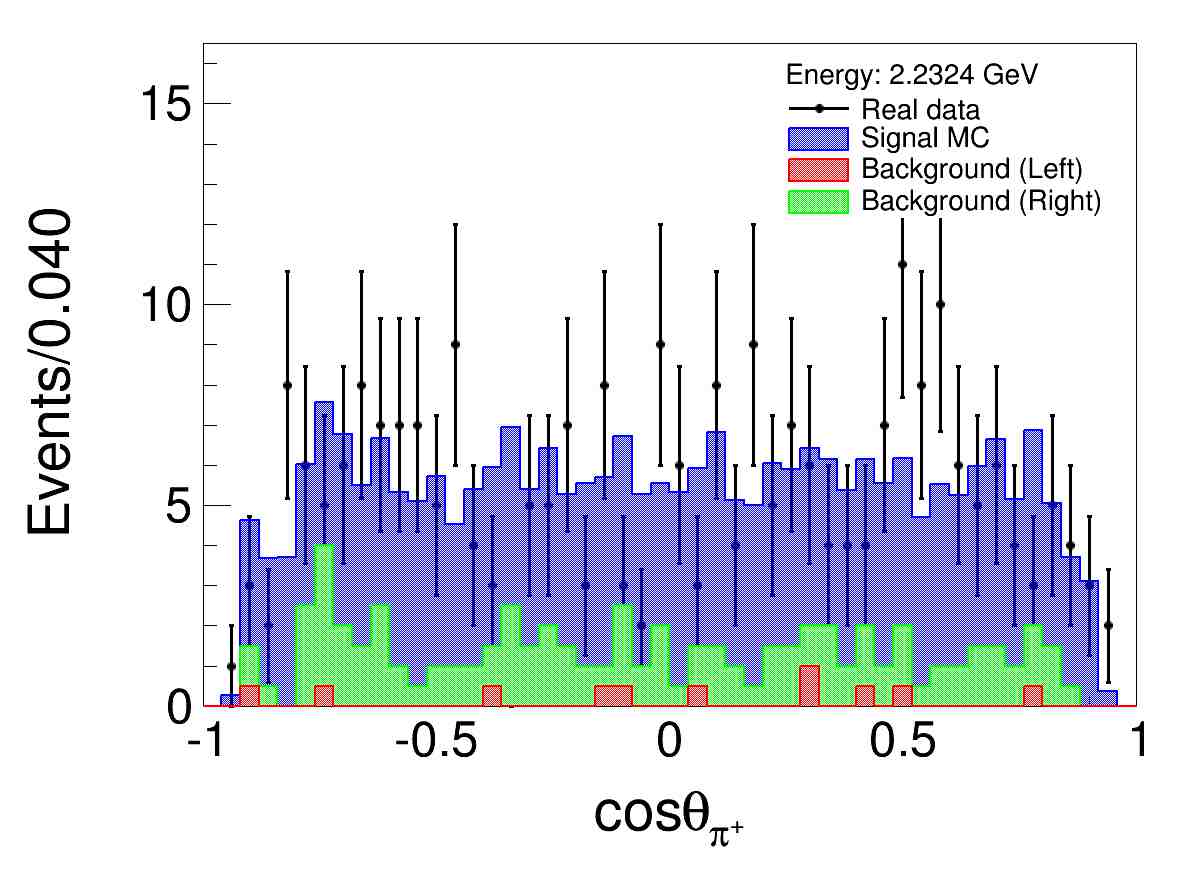 Energy: 2.2324 GeV
Real data
Signal MC
Background (Left)
Background (Right)
Events/0.040
15
10
5
0
-1 -0.5 0 0.5 1
cosθπ+